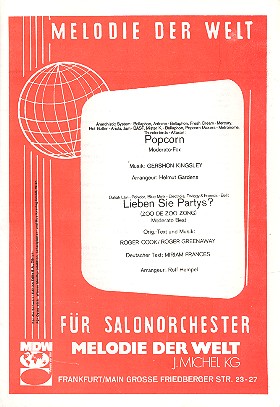 MELODIE DER WELT
Popcorn
Moderato-Fox
Musik: GERSHON KINGSLEY
Arrangeur: Helmut Gardens
Lieben Sie Partys?
(ZOO DE ZOO ZONG)
Moderato Beat
Orig. Text und Musik:
ROGER COOK/ROGER GREENAWAY
Deutscher Text: MIRIAM FRANCES
Arrangeur: Rolf Hempel
FÜR SALONORCHESTER
MDW
MELODIE DER WELT
J. MICHEL KG
FRANKFURT/MAIN GROSSE FRIEDBERGER STR. 23-27